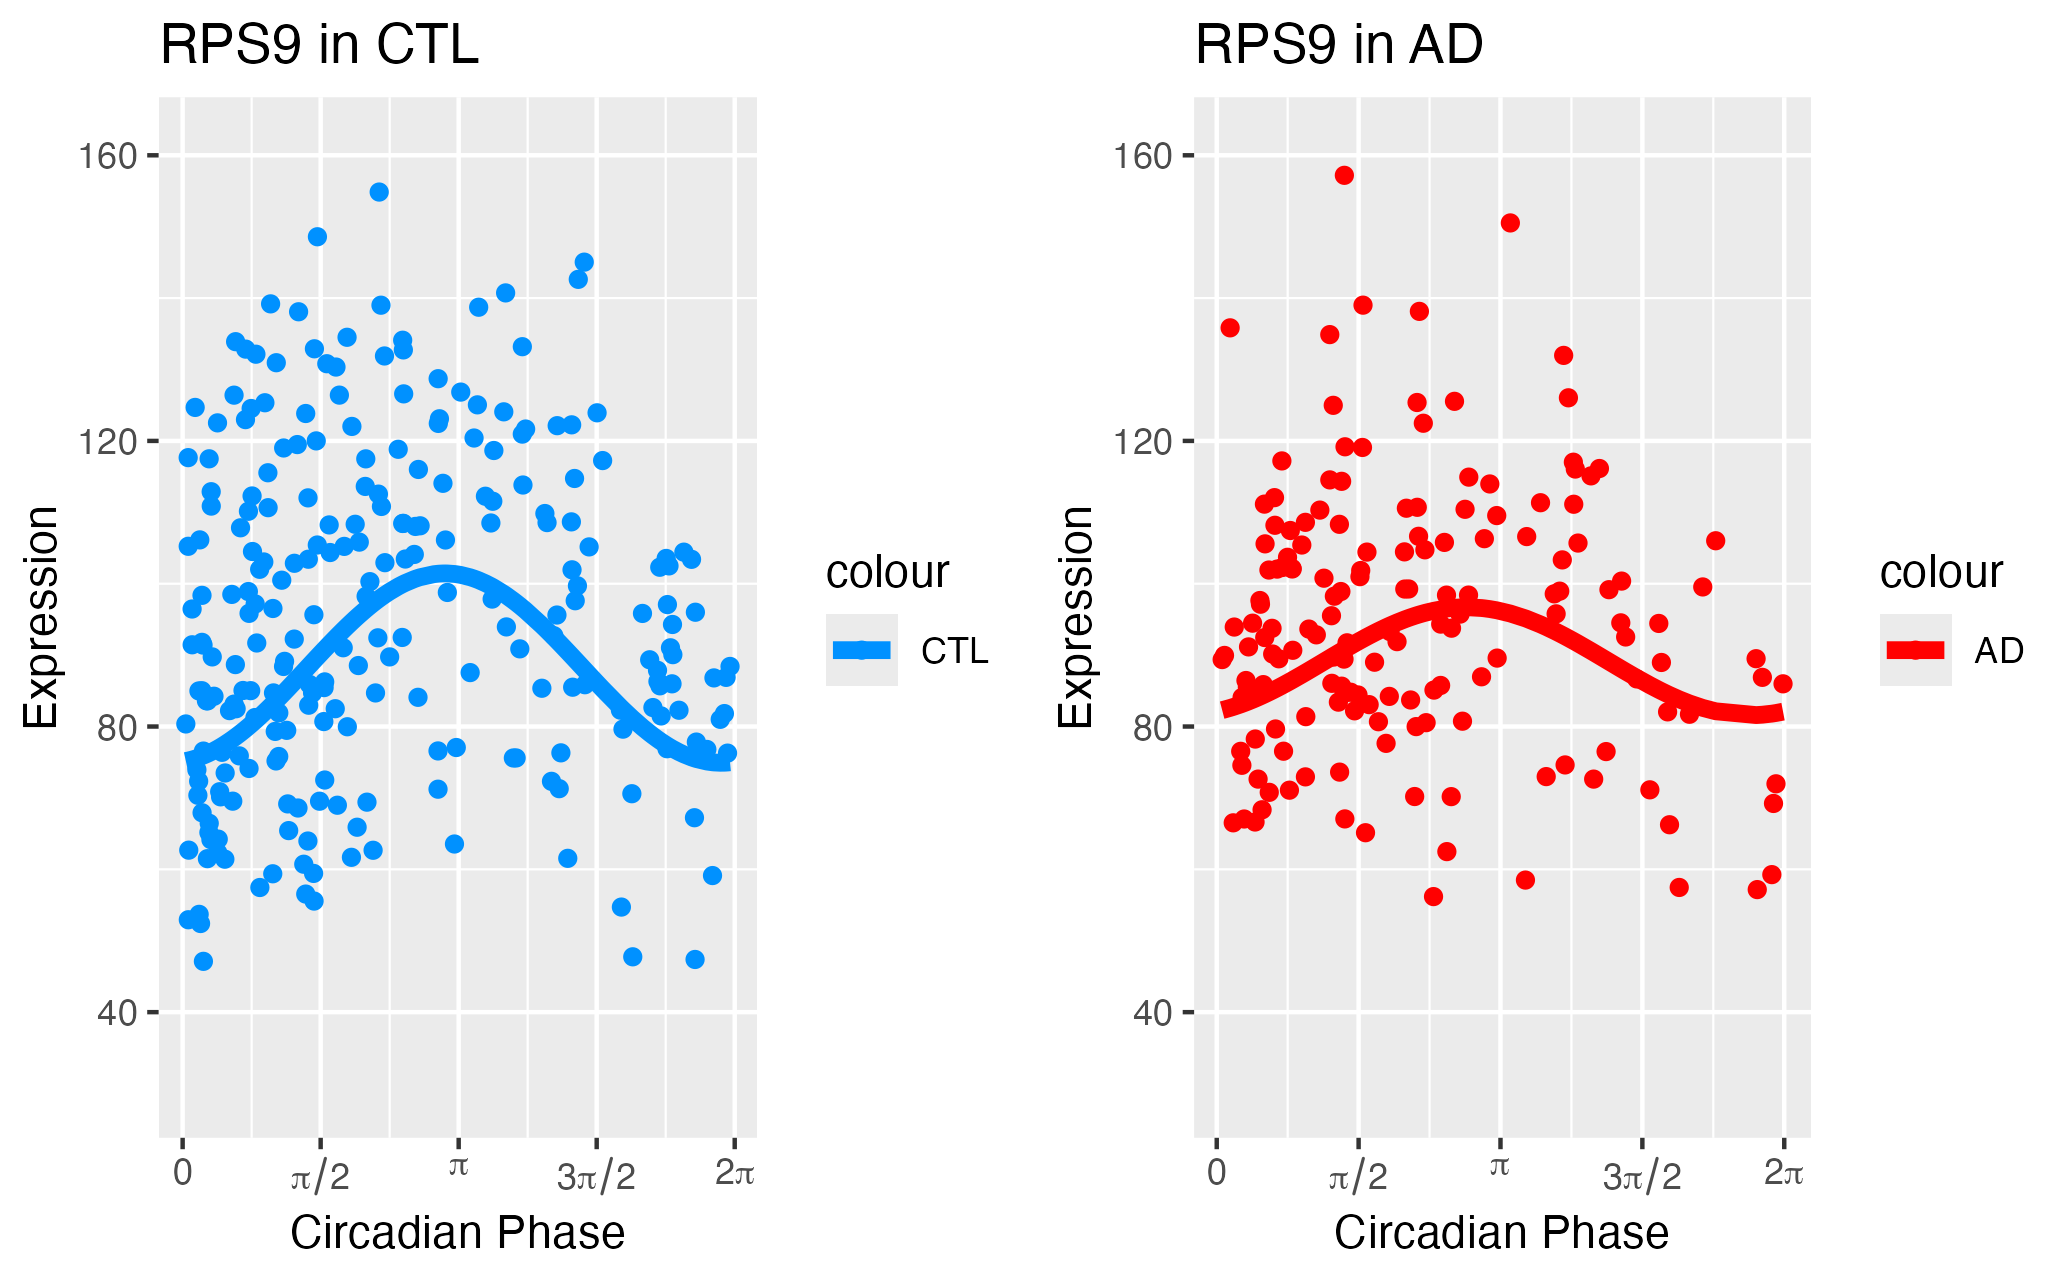 RPS9 in CTL
160
120
80
40
Expression
0 π/2 π 3π/2 2π
Circadian Phase
colour
CTL
RPS9 in AD
160
120
80
40
Expression
0 π/2 π 3π/2 2π
Circadian Phase
colour
AD